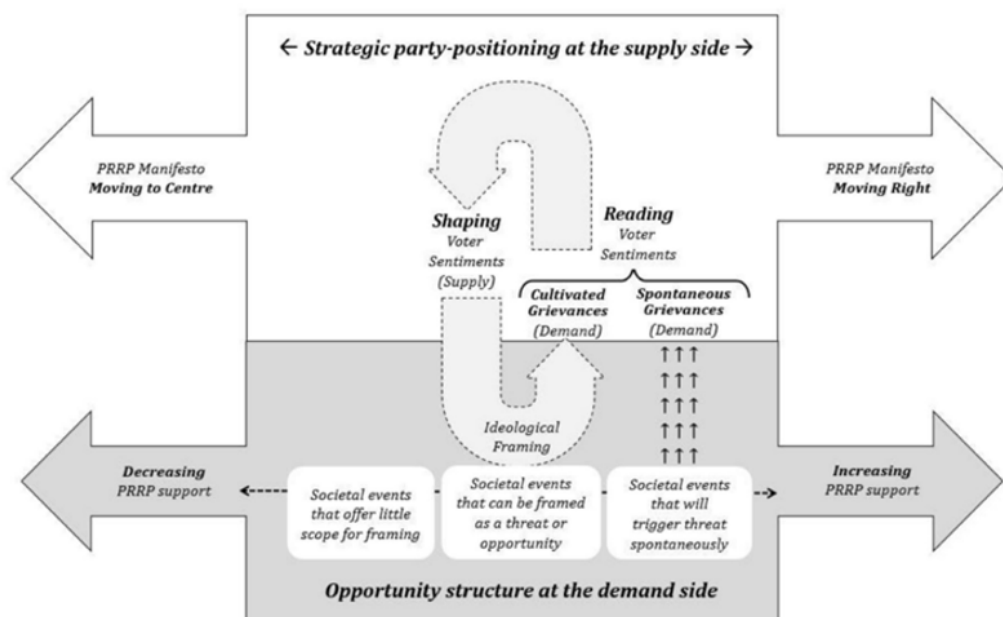 ← Strategic party-positioning at the supply side →
PRRP Manifesto
Moving to Centre
PRRP Manifesto
Moving Right
Shaping
Voter
Sentiments
(Supply)
Reading
Voter
Sentiments
Cultivated
Grievances
(Demand)
Spontaneous
Grievances
(Demand)
↑ ↑ ↑
↑ ↑ ↑
↑ ↑ ↑
↑ ↑ ↑
↑ ↑ ↑
Ideological
Framing
Decreasing
PRRP support
Societal events
that offer little
scope for framing
Societal events
that can be framed
as a threat or
opportunity
Societal events
that will
trigger threat
spontaneously
Increasing
PRRP support
Opportunity structure at the demand side